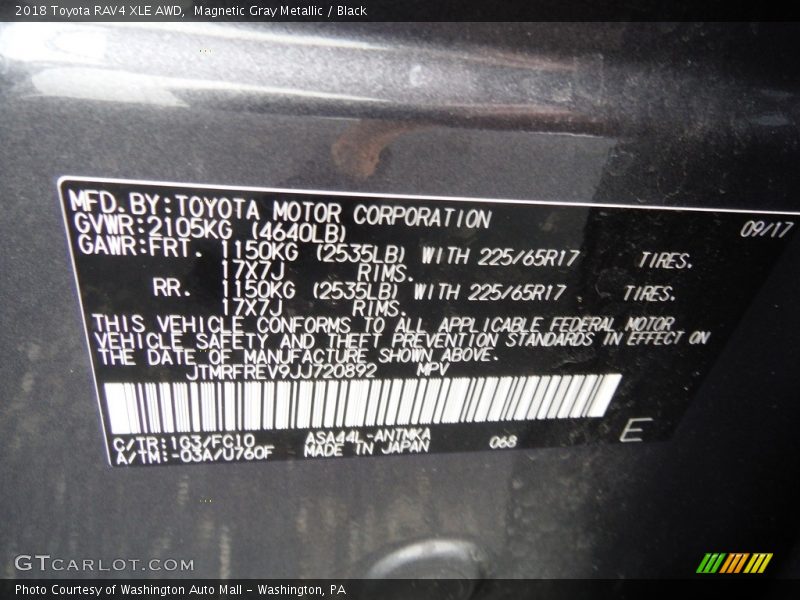 2018 Toyota RAV4 XLE AWD, Magnetic Gray Metallic / Black
MFD.BY:TOYOTA MOTOR CORPORATION 09/17
GVWR:2105KG (4640LB)
GAWR:FRT. 1150KG (2535LB) WITH 225/65R17 TIRES.
17X7J RIMS.
RR. 1150KG (2535LB) WITH 225/65R17 TIRES.
17X7J RIMS.
THIS VEHICLE CONFORMS TO ALL APPLICABLE FEDERAL MOTOR
VEHICLE SAFETY AND THEFT PREVENTION STANDARDS IN EFFECT ON
THE DATE OF MANUFACTURE SHOWN ABOVE.
JTMRFREV9JJ720892 MPV
C/TR:1G3/FC10 ASA44L-ANTMKA 068 E
A/TM:-03A/U760F MADE IN JAPAN
GTCARLOT.COM
Photo Courtesy of Washington Auto Mall - Washington, PA